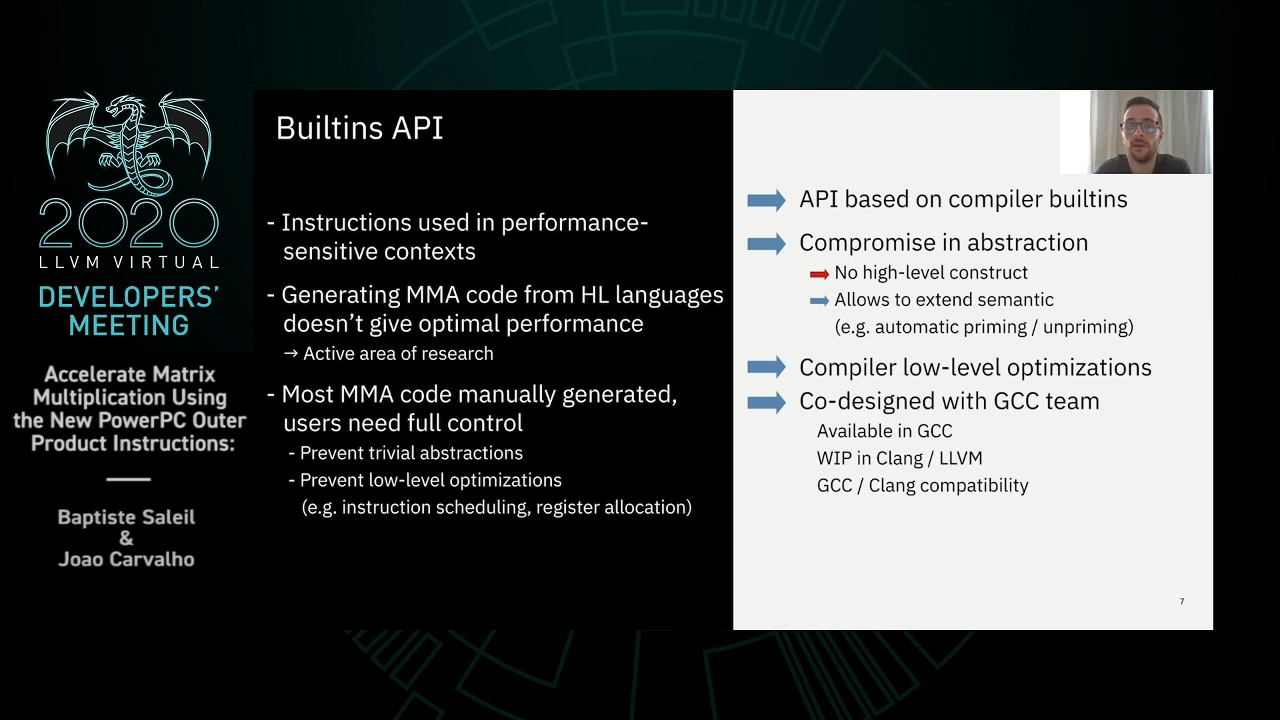 2020
LLVM VIRTUAL
DEVELOPERS'
MEETING
Accelerate Matrix
Multiplication Using
the New PowerPC Outer
Product Instructions:
Baptiste Saleil
&
Joao Carvalho
Builtins API
- Instructions used in performance-
sensitive contexts
- Generating MMA code from HL languages
doesn't give optimal performance
→ Active area of research
- Most MMA code manually generated,
users need full control
- Prevent trivial abstractions
- Prevent low-level optimizations
(e.g. instruction scheduling, register allocation)
API based on compiler builtins
Compromise in abstraction
No high-level construct
Allows to extend semantic
(e.g. automatic priming / unpriming)
Compiler low-level optimizations
Co-designed with GCC team
Available in GCC
WIP in Clang / LLVM
GCC / Clang compatibility
7